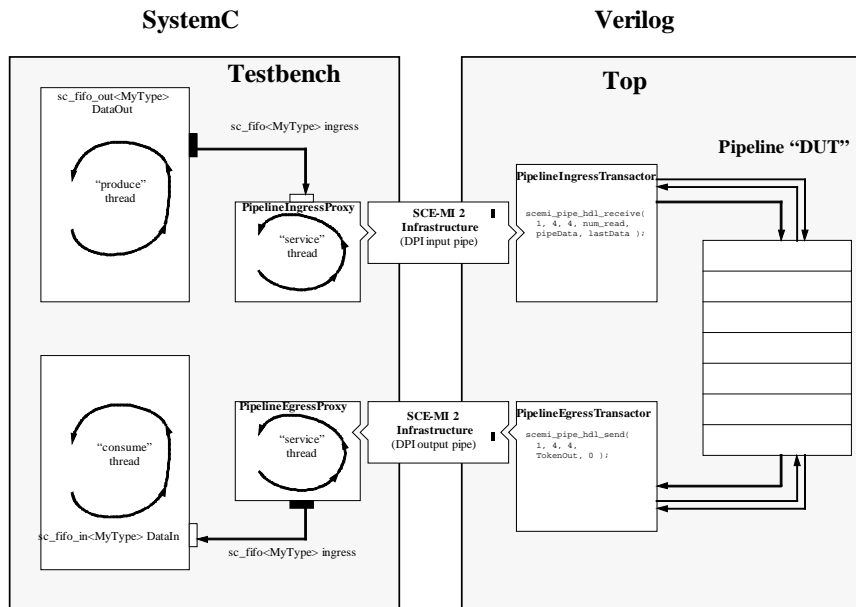 SystemC
Verilog
Testbench
Top
sc_fifo_out<MyType>
DataOut
sc_fifo<MyType> ingress
Pipeline “DUT”
“produce”
thread
PipelineIngressProxy
“service”
thread
SCE-MI 2
Infrastructure
(DPI input pipe)
PipelineIngressTransactor
scemi_pipe_hdl_receive(
1, 4, 4, num_read,
pipeData, lastData );
“consume”
thread
sc_fifo_in<MyType> DataIn
PipelineEgressProxy
“service”
thread
sc_fifo<MyType> ingress
SCE-MI 2
Infrastructure
(DPI output pipe)
PipelineEgressTransactor
scemi_pipe_hdl_send(
1, 4, 4,
TokenOut, 0 );